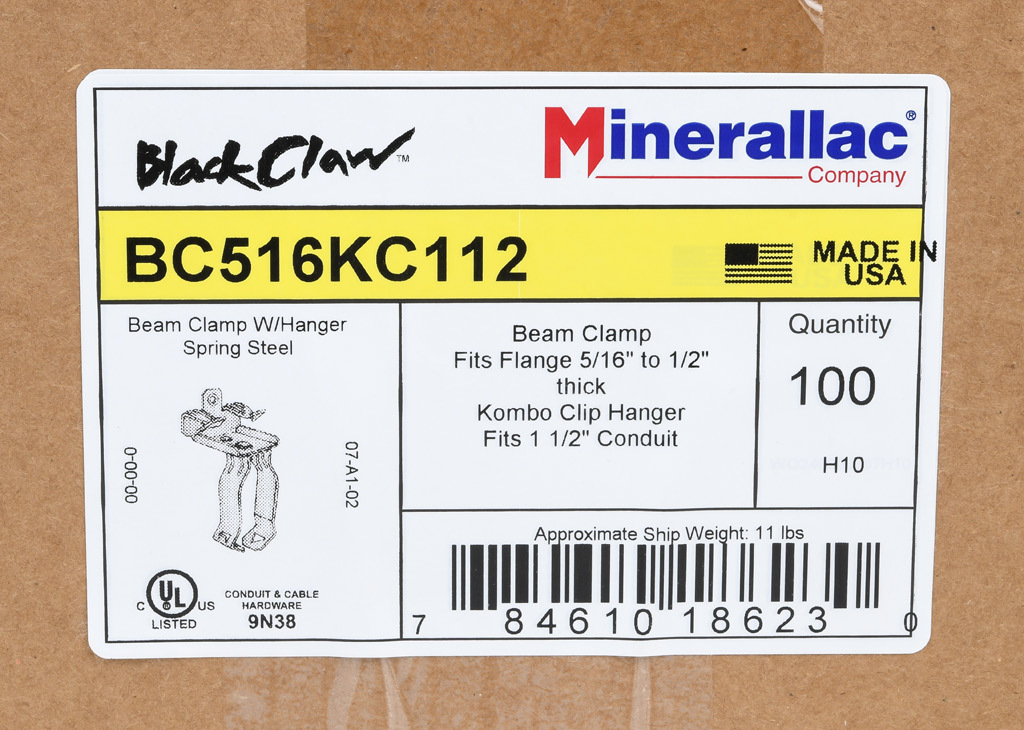 BlackClaw™
Minerallac®
Company
BC516KC112
MADE IN
USA
Beam Clamp W/Hanger
Spring Steel
00-00-0
07-A1-02
C UL US
LISTED
CONDUIT & CABLE
HARDWARE
9N38
Beam Clamp
Fits Flange 5/16" to 1/2"
thick
Kombo Clip Hanger
Fits 1 1/2" Conduit
Quantity
100
H10
Approximate Ship Weight: 11 lbs
7 84610 18623 0